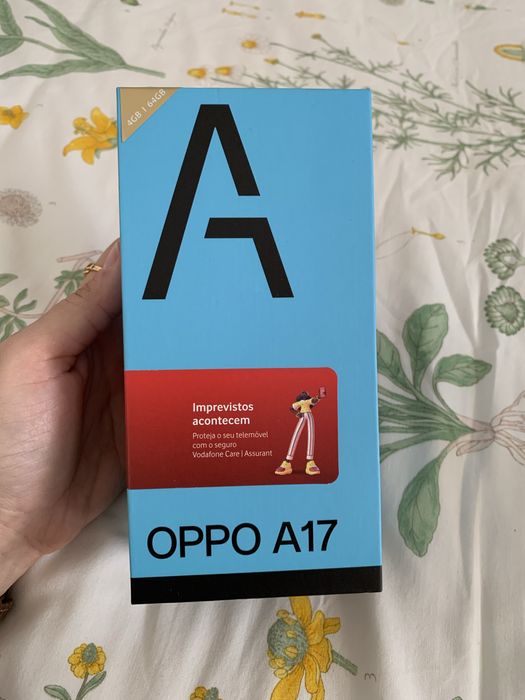 4GB | 64GB
A
Imprevistos
acontecem
Proteja o seu telemóvel
com o seguro
Vodafone Care | Assurant
OPPO A17